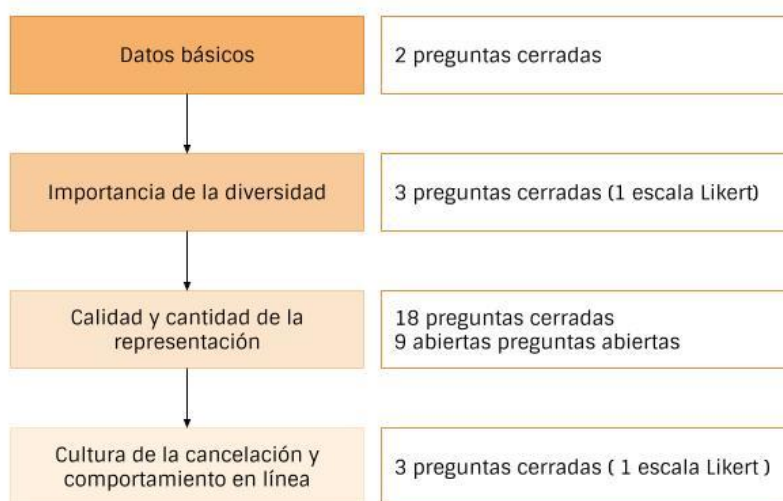 Datos básicos
2 preguntas cerradas
Importancia de la diversidad
3 preguntas cerradas (1 escala Likert)
Calidad y cantidad de la
representación
18 preguntas cerradas
9 abiertas preguntas abiertas
Cultura de la cancelación y
comportamiento en línea
3 preguntas cerradas ( 1 escala Likert )